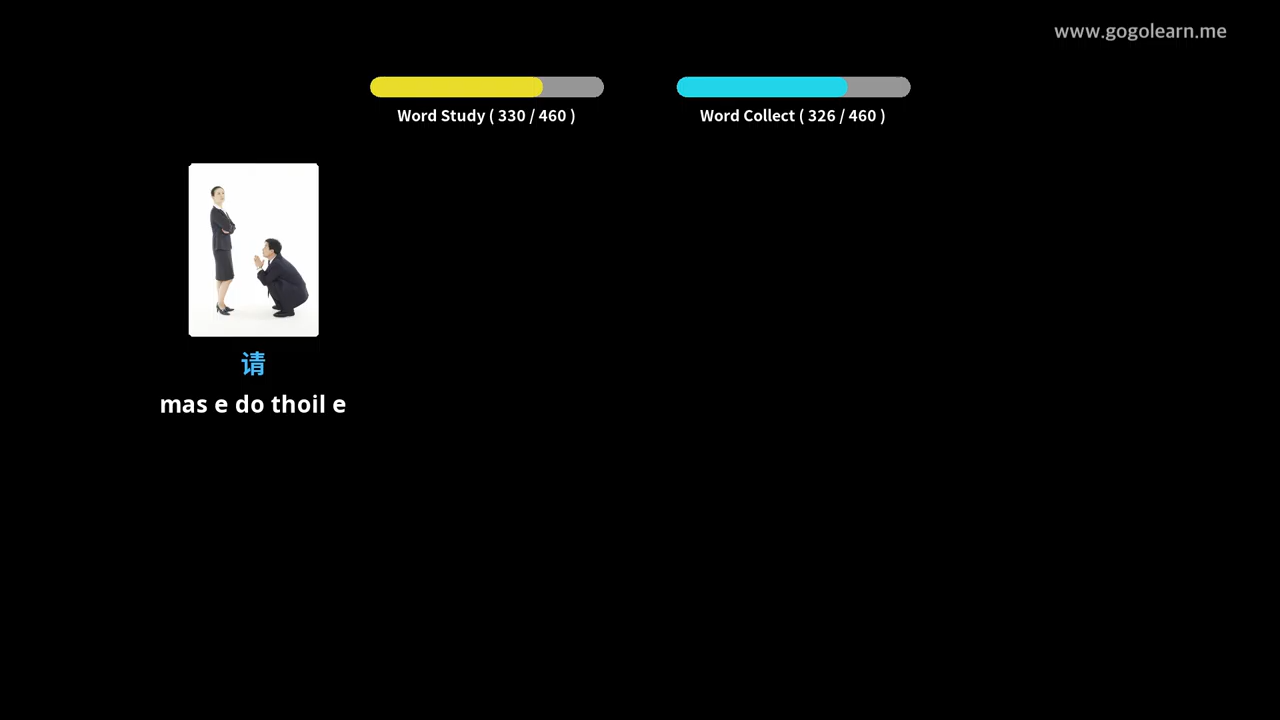 www.gogolearn.me
Word Study ( 330 / 460 )
Word Collect ( 326 / 460 )
请
mas e do thoil e